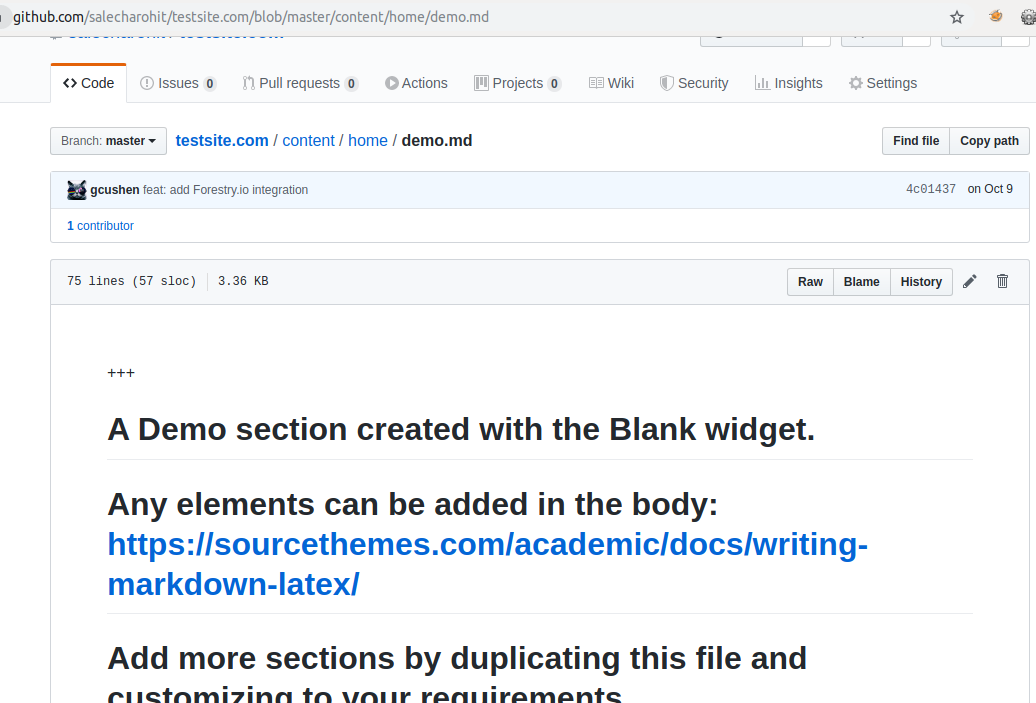 github.com/salecharohit/testsite.com/blob/master/content/home/demo.md
Code Issues 0 Pull requests 0 Actions Projects 0 Wiki Security Insights Settings
Branch: master testsite.com / content / home / demo.md Find file Copy path
gcushen feat: add Forestry.io integration 4c01437 on Oct 9
1 contributor
75 lines (57 sloc) 3.36 KB Raw Blame History
+++
A Demo section created with the Blank widget.
Any elements can be added in the body:
https://sourcethemes.com/academic/docs/writing-
markdown-latex/
Add more sections by duplicating this file and
customizing to your requirements